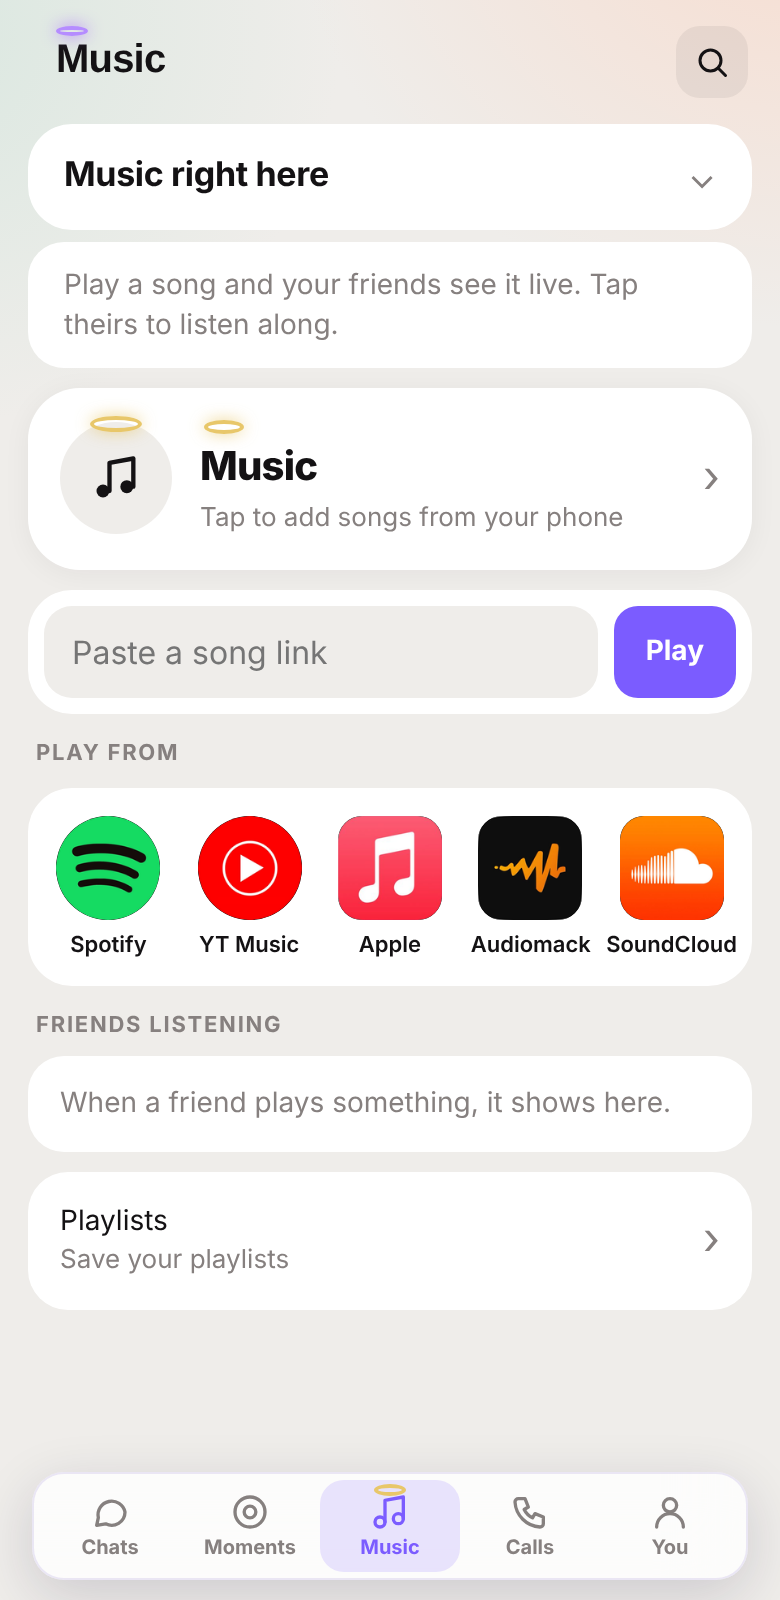 Music
Music right here
Play a song and your friends see it live. Tap
theirs to listen along.
Music
Tap to add songs from your phone
Paste a song link
Play
PLAY FROM
Spotify
YT Music
Apple
Audiomack
SoundCloud
FRIENDS LISTENING
When a friend plays something, it shows here.
Playlists
Save your playlists
Chats
Moments
Music
Calls
You